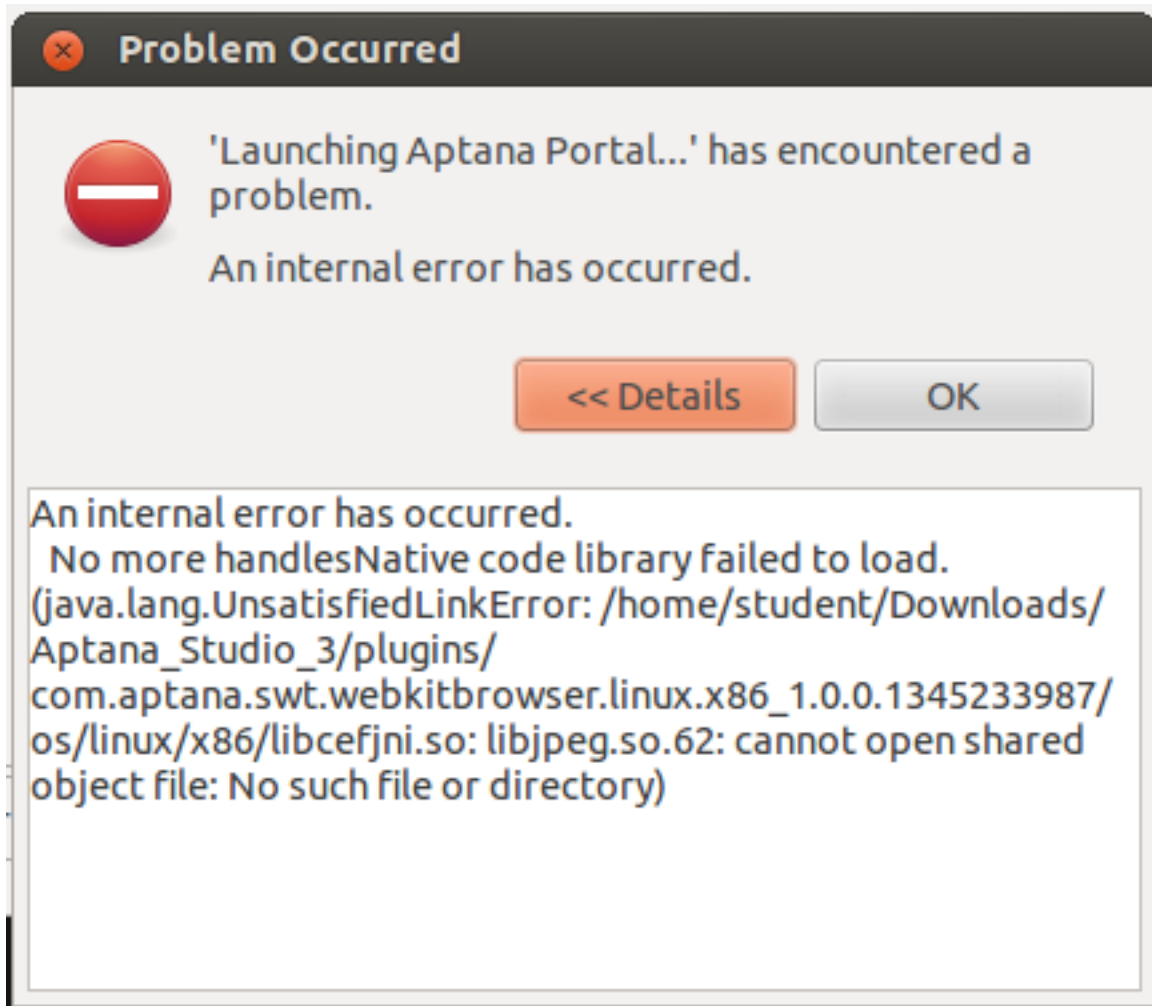 Problem Occurred
'Launching Aptana Portal...' has encountered a
problem.
An internal error has occurred.
<< Details
OK
An internal error has occurred.
No more handlesNative code library failed to load.
(java.lang.UnsatisfiedLinkError: /home/student/Downloads/
Aptana_Studio_3/plugins/
com.aptana.swt.webkitbrowser.linux.x86_1.0.0.1345233987/
os/linux/x86/libcefjni.so: libjpeg.so.62: cannot open shared
object file: No such file or directory)